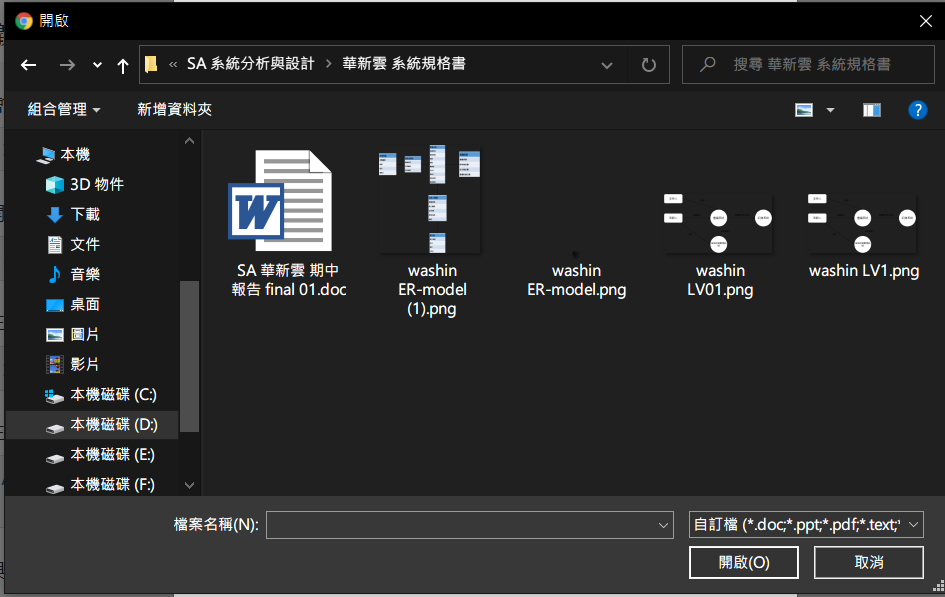 開啟
« SA 系統分析與設計 › 華新雲 系統規格書
搜尋 華新雲 系統規格書
組合管理
新增資料夾
本機
3D 物件
下載
文件
音樂
桌面
圖片
影片
本機磁碟 (C:)
本機磁碟 (D:)
本機磁碟 (E:)
本機磁碟 (F:)
SA 華新雲 期中
報告 final 01.doc
washin
ER-model
(1).png
washin
ER-model.png
washin
LV01.png
washin LV1.png
檔案名稱(N):
自訂檔 (*.doc;*.ppt;*.pdf;*.text;*
開啟(O)
取消